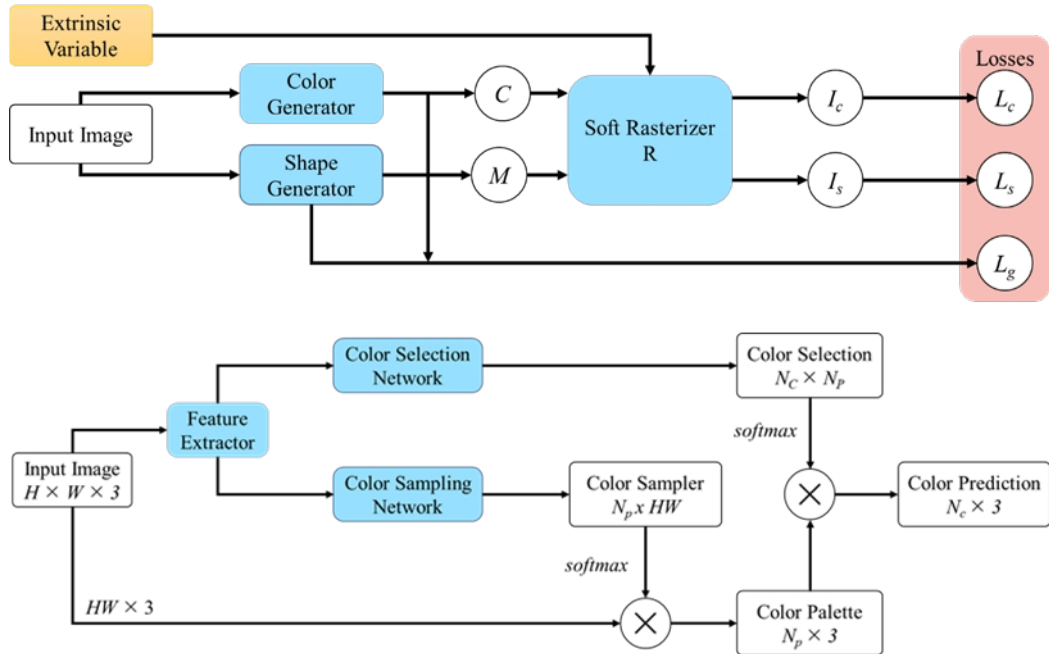 Extrinsic
Variable
Input Image
Color
Generator
Shape
Generator
C
M
Soft Rasterizer
R
I_c
I_s
Losses
L_c
L_s
L_g
Color Selection
Network
Color Selection
N_C × N_P
softmax
Feature
Extractor
Input Image
H × W × 3
Color Sampling
Network
Color Sampler
N_p x HW
softmax
×
Color Prediction
N_c × 3
HW × 3
×
Color Palette
N_p × 3